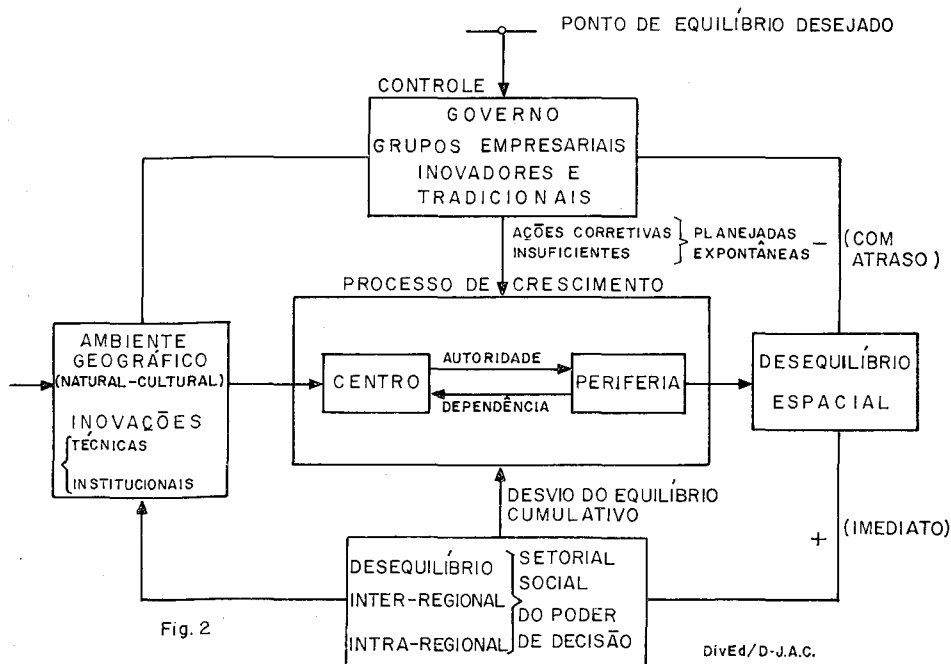 PONTO DE EQUILÍBRIO DESEJADO
CONTROLE
GOVERNO
GRUPOS EMPRESARIAIS
INOVADORES E
TRADICIONAIS
AÇÕES CORRETIVAS
INSUFICIENTES
PLANEJADAS
EXPONTÂNEAS
−
(COM
ATRASO)
PROCESSO DE CRESCIMENTO
AMBIENTE
GEOGRÁFICO
(NATURAL-CULTURAL)
INOVAÇÕES
TÉCNICAS
INSTITUCIONAIS
CENTRO
AUTORIDADE
DEPENDÊNCIA
PERIFERIA
DESEQUILÍBRIO
ESPACIAL
DESVIO DO EQUILÍBRIO
CUMULATIVO
+
(IMEDIATO)
DESEQUILÍBRIO
INTER-REGIONAL
INTRA-REGIONAL
SETORIAL
SOCIAL
DO PODER
DE DECISÃO
Fig. 2
DivEd/D-J.A.C.